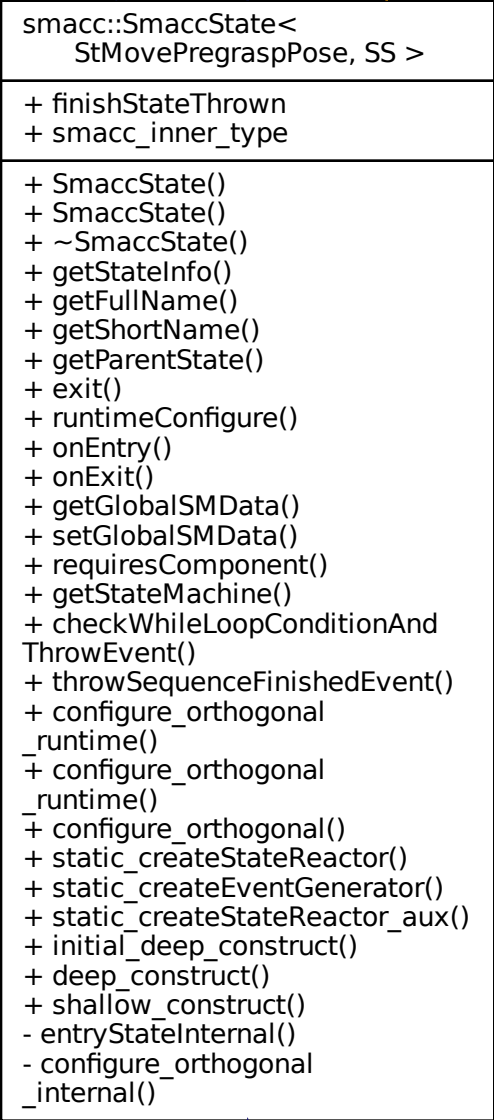 smacc::SmaccState<
StMovePregraspPose, SS >
+ finishStateThrown
+ smacc_inner_type
+ SmaccState()
+ SmaccState()
+ ~SmaccState()
+ getStateInfo()
+ getFullName()
+ getShortName()
+ getParentState()
+ exit()
+ runtimeConfigure()
+ onEntry()
+ onExit()
+ getGlobalSMData()
+ setGlobalSMData()
+ requiresComponent()
+ getStateMachine()
+ checkWhileLoopConditionAnd
ThrowEvent()
+ throwSequenceFinishedEvent()
+ configure_orthogonal
_runtime()
+ configure_orthogonal
_runtime()
+ configure_orthogonal()
+ static_createStateReactor()
+ static_createEventGenerator()
+ static_createStateReactor_aux()
+ initial_deep_construct()
+ deep_construct()
+ shallow_construct()
- entryStateInternal()
- configure_orthogonal
_internal()